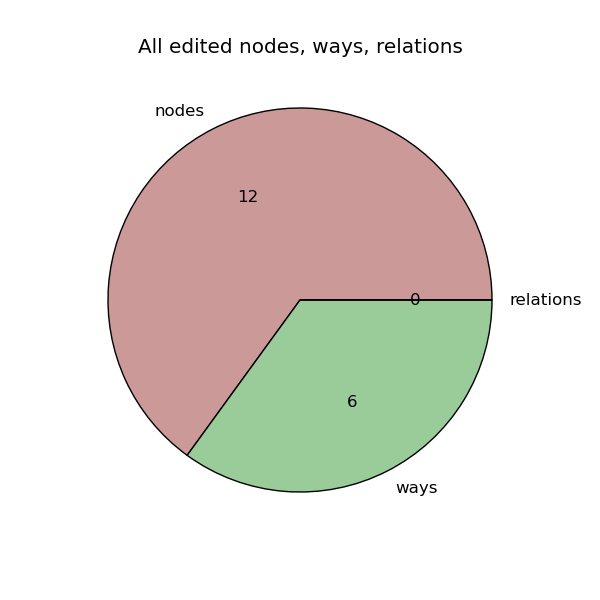 All edited nodes, ways, relations
nodes
12
0
relations
6
ways